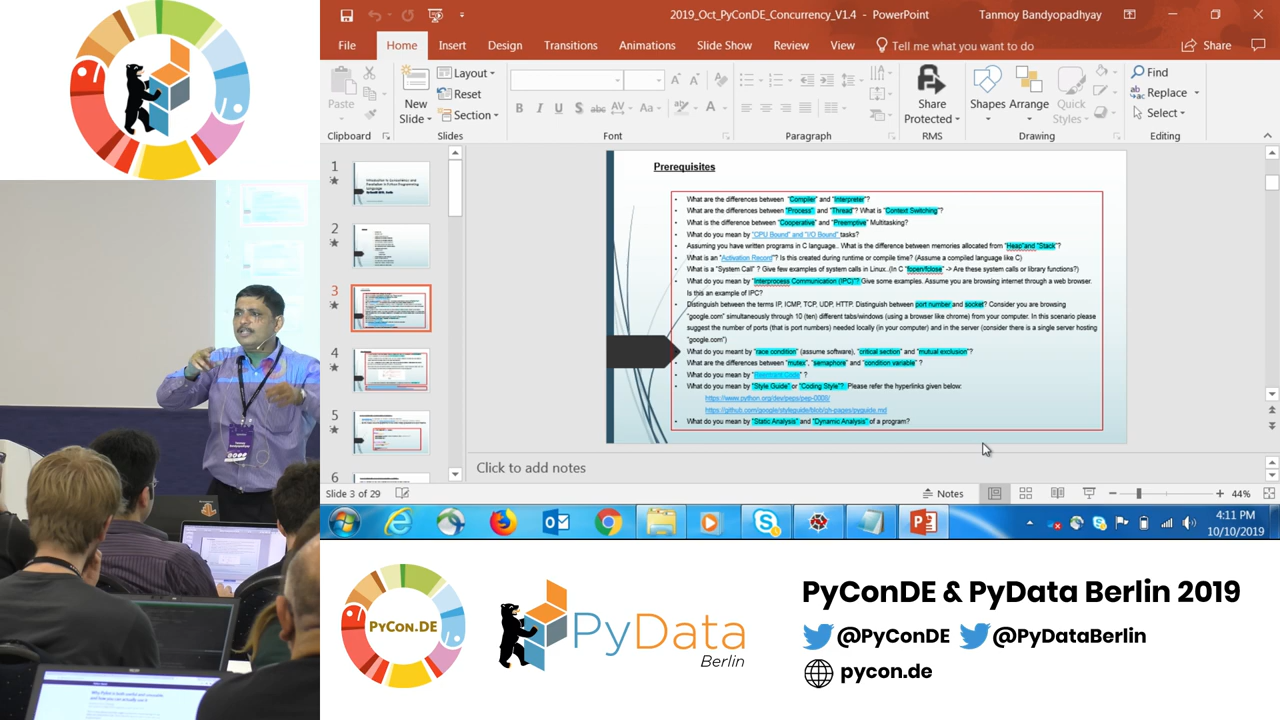 2019_Oct_PyConDE_Concurrency_V1.4 - PowerPoint
Tanmoy Bandyopadhyay
File
Home
Insert
Design
Transitions
Animations
Slide Show
Review
View
Tell me what you want to do
Share
Paste
New Slide
Layout
Reset
Section
Share Protected
Shapes
Arrange
Quick Styles
Find
Replace
Select
Clipboard
Slides
Font
Paragraph
RMS
Drawing
Editing
1
2
3
4
5
6
Prerequisites
What are the differences between "Compiler" and "Interpreter"?
What are the differences between "Process" and "Thread"? What is "Context Switching"?
What is the difference between "Cooperative" and "Preemptive" Multitasking?
What do you mean by "CPU Bound" and "I/O Bound" tasks?
Assuming you have written programs in C language.. What is the difference between memories allocated from "Heap"and "Stack"?
What is an "Activation Record"? Is this created during runtime or compile time? (Assume a compiled language like C)
What is a "System Call" ? Give few examples of system calls in Linux..(In C "fopen/fclose" -> Are these system calls or library functions?)
What do you mean by "Interprocess Communication (IPC)"? Give some examples. Assume you are browsing internet through a web browser.
Is this an example of IPC?
Distinguish between the terms IP, ICMP, TCP, UDP, HTTP. Distinguish between port number and socket? Consider you are browsing
"google.com" simultaneously through 10 (ten) different tabs/windows (using a browser like chrome) from your computer. In this scenario please
suggest the number of ports (that is port numbers) needed locally (in your computer) and in the server (consider there is a single server hosting
"google.com")
What do you meant by "race condition" (assume software), "critical section" and "mutual exclusion"?
What are the differences between "mutex", "semaphore" and "condition variable" ?
What do you mean by "Reentrant Code" ?
What do you mean by "Style Guide" or "Coding Style"? Please refer the hyperlinks given below:
https://www.python.org/dev/peps/pep-0008/
https://github.com/google/styleguide/blob/gh-pages/pyguide.md
What do you mean by "Static Analysis" and "Dynamic Analysis" of a program?
Click to add notes
Slide 3 of 29
Notes
44%
4:11 PM
10/10/2019
PyCon.DE
PyData
Berlin
PyConDE & PyData Berlin 2019
@PyConDE @PyDataBerlin
pycon.de